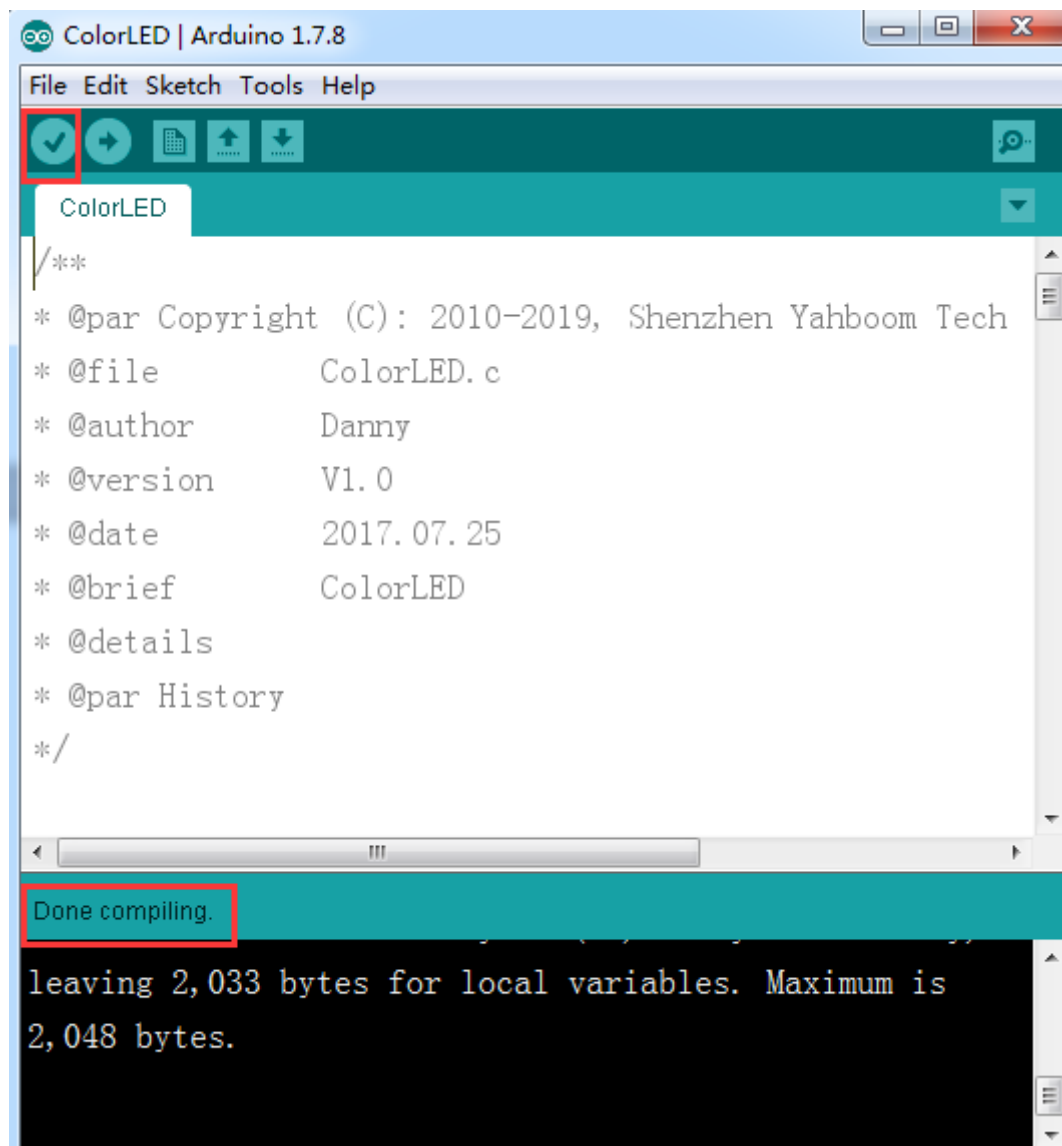 ColorLED | Arduino 1.7.8
File Edit Sketch Tools Help
ColorLED
/**
* @par Copyright (C): 2010-2019, Shenzhen Yahboom Tech
* @file ColorLED.c
* @author Danny
* @version V1.0
* @date 2017.07.25
* @brief ColorLED
* @details
* @par History
*/
Done compiling.
leaving 2,033 bytes for local variables. Maximum is
2,048 bytes.